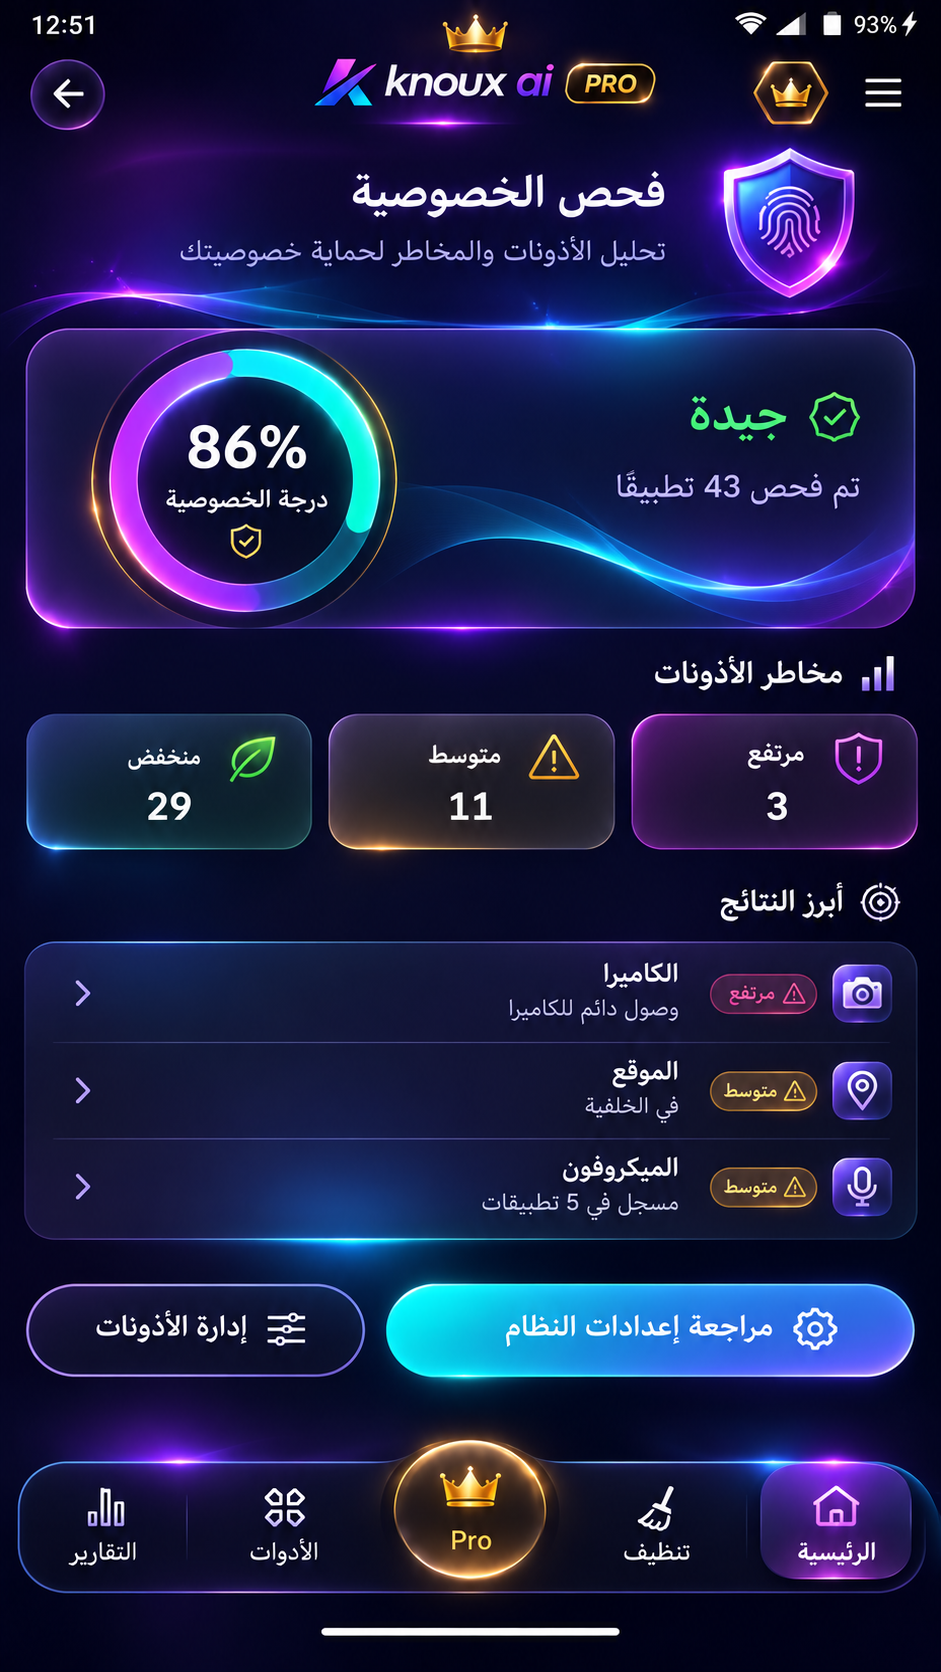 12:51
93%
knoux ai PRO
فحص الخصوصية
تحليل الأذونات والمخاطر لحماية خصوصيتك
جيدة
تم فحص 43 تطبيقًا
86%
درجة الخصوصية
مخاطر الأذونات
مرتفع
3
متوسط
11
منخفض
29
أبرز النتائج
مرتفع
الكاميرا
وصول دائم للكاميرا
متوسط
الموقع
في الخلفية
متوسط
الميكروفون
مسجل في 5 تطبيقات
مراجعة إعدادات النظام
إدارة الأذونات
الرئيسية
تنظيف
Pro
الأدوات
التقارير